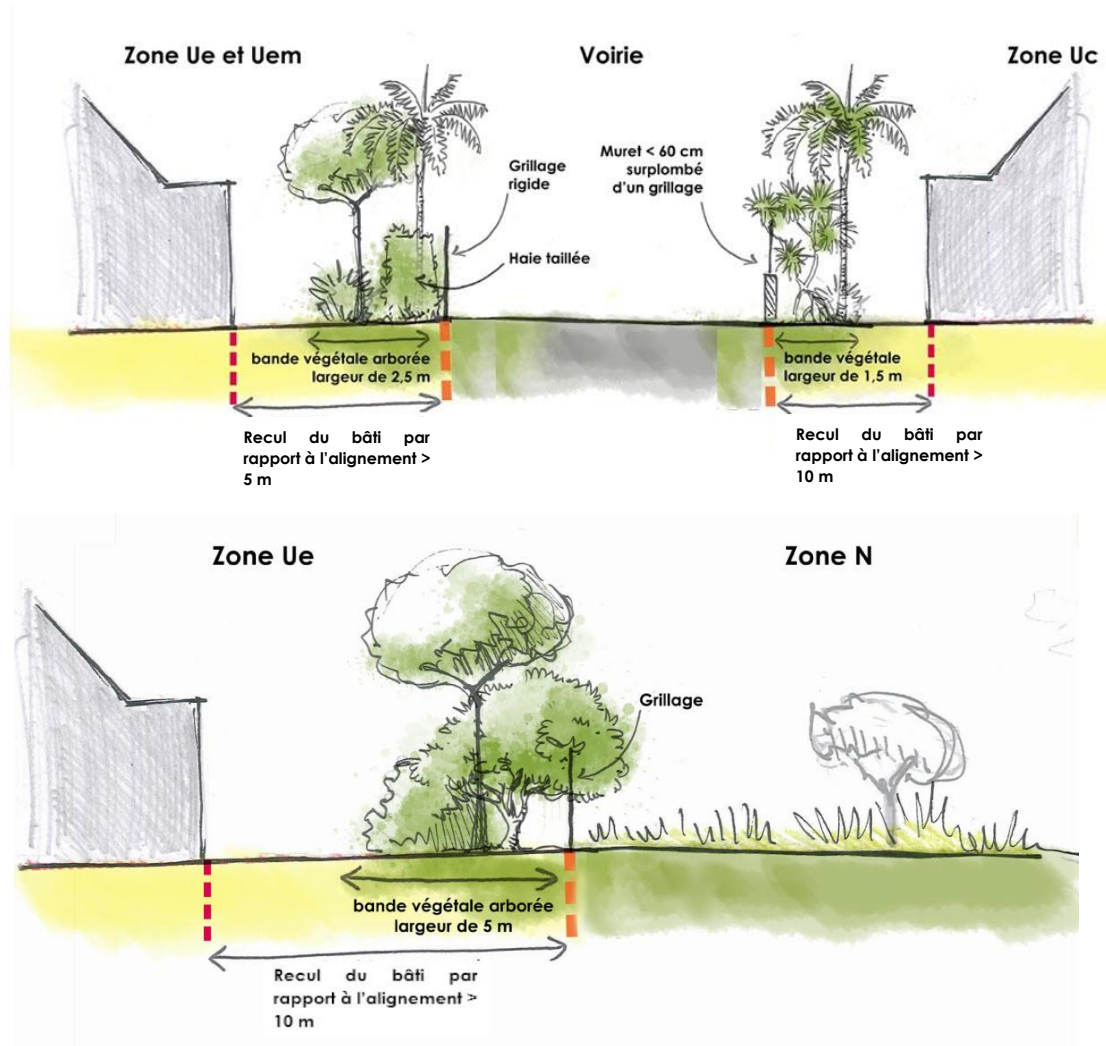 Zone Ue et Uem
Voirie
Zone Uc
Grillage
rigide
Haie taillée
Muret < 60 cm
surplombé
d'un grillage
bande végétale arborée
largeur de 2,5 m
bande végétale
largeur de 1,5 m
Recul du bâti par
rapport à l'alignement >
5 m
Recul du bâti par
rapport à l'alignement >
10 m
Zone Ue
Zone N
Grillage
bande végétale arborée
largeur de 5 m
Recul du bâti par
rapport à l'alignement >
10 m